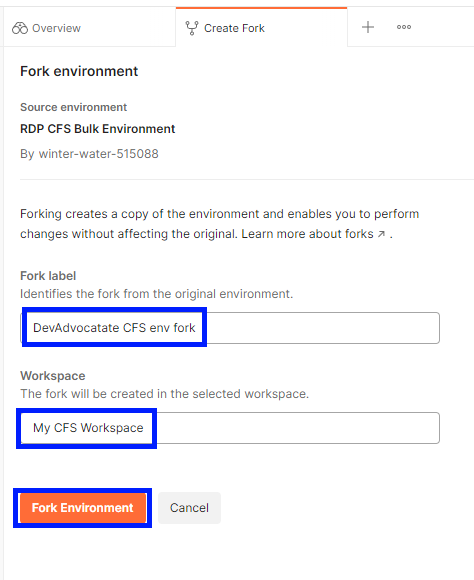 Overview
Create Fork
Fork environment
Source environment
RDP CFS Bulk Environment
By winter-water-515088
Forking creates a copy of the environment and enables you to perform
changes without affecting the original. Learn more about forks ↗ .
Fork label
Identifies the fork from the original environment.
DevAdvocatate CFS env fork
Workspace
The fork will be created in the selected workspace.
My CFS Workspace
Fork Environment
Cancel